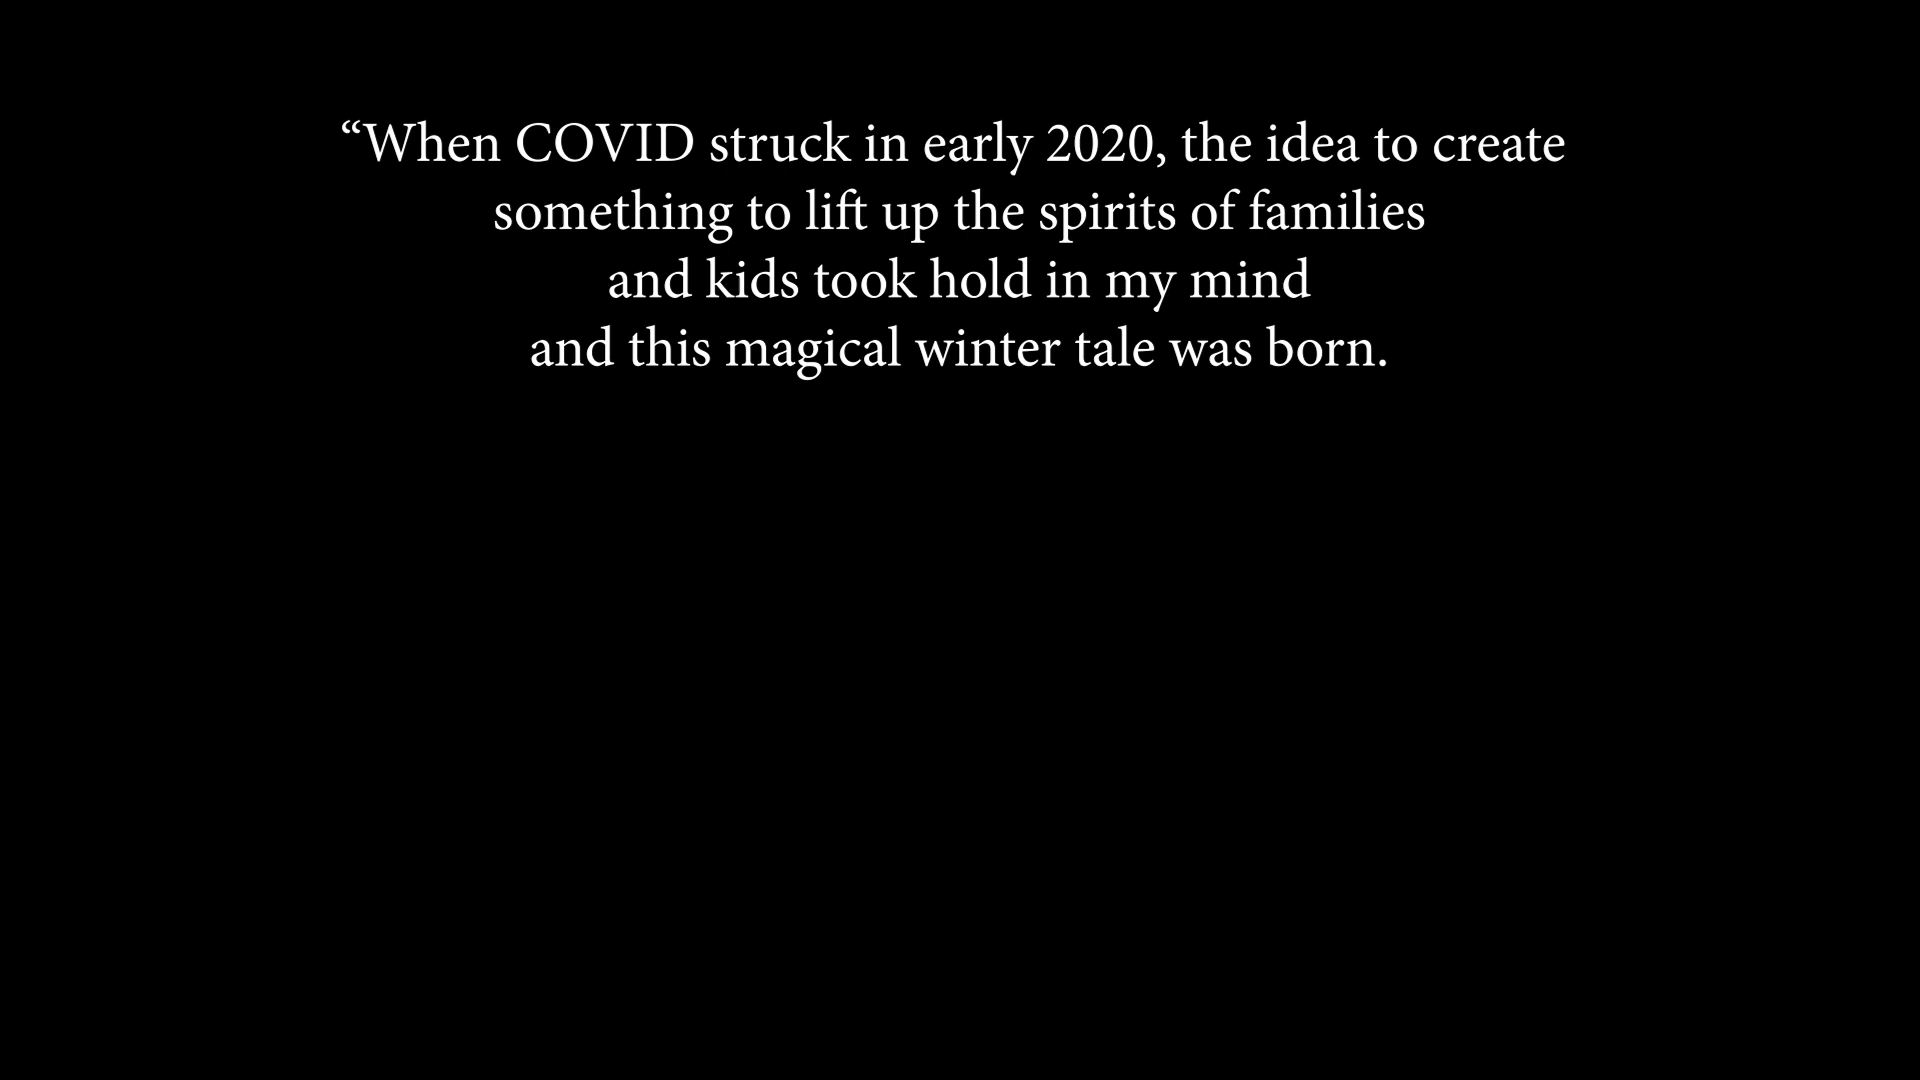 “When COVID struck in early 2020, the idea to create
something to lift up the spirits of families
and kids took hold in my mind
and this magical winter tale was born.